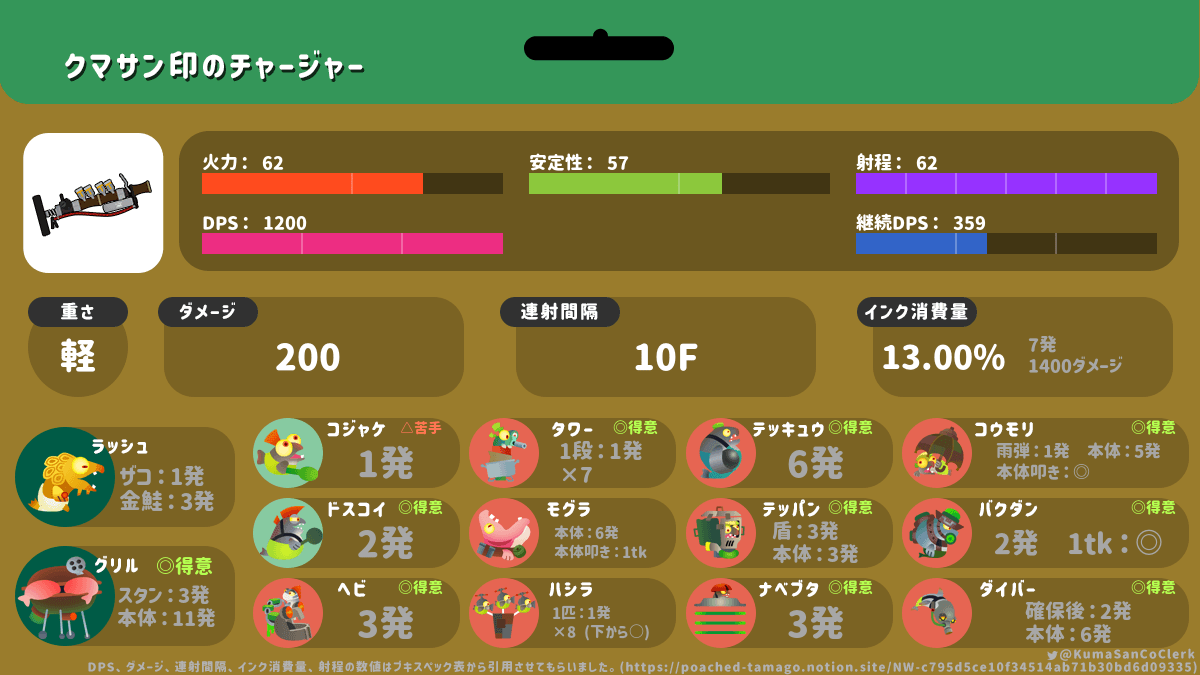 クマサン印のチャージャー
火力： 62
安定性： 57
射程： 62
DPS： 1200
継続DPS： 359
重さ
軽
ダメージ
200
連射間隔
10F
インク消費量
13.00%
7発
1400ダメージ
ラッシュ
ザコ：1発
金鮭：3発
グリル ◎得意
スタン：3発
本体：11発
コジャケ △苦手
1発
ドスコイ ◎得意
2発
ヘビ ◎得意
3発
タワー ◎得意
1段：1発
×7
モグラ
本体：6発
本体叩き：1tk
ハシラ
1匹：1発
×8 (下から○)
テッキュウ ◎得意
6発
テッパン ◎得意
盾：3発
本体：3発
ナベブタ ◎得意
3発
コウモリ ◎得意
雨弾：1発 本体：5発
本体叩き：◎
バクダン ◎得意
2発 1tk：◎
ダイバー ◎得意
確保後：2発
本体：6発
@KumaSanCoClerk
DPS、ダメージ、連射間隔、インク消費量、射程の数値はブキスペック表から引用させてもらいました。(https://poached-tamago.notion.site/NW-c795d5ce10f34514ab71b30bd6d09335)